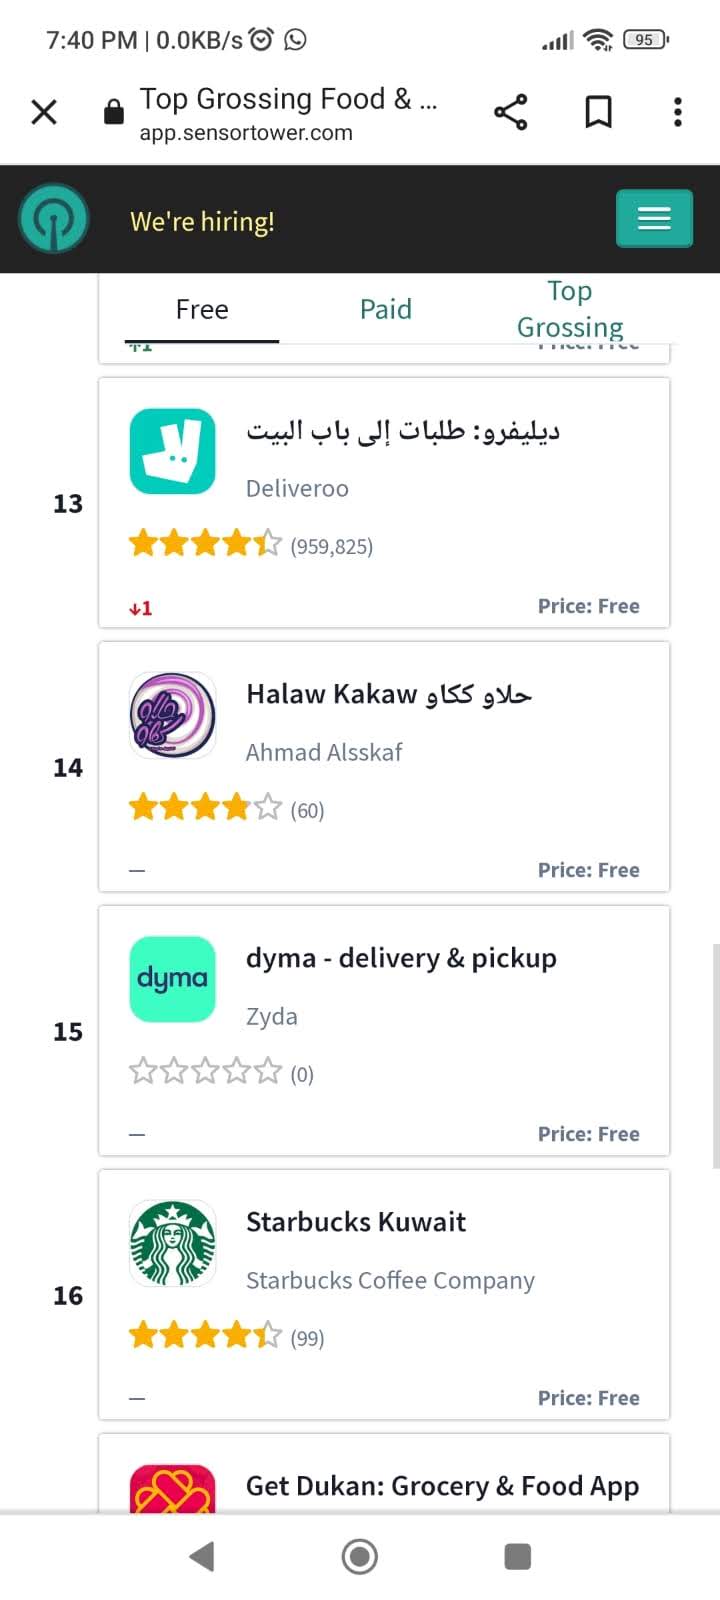 7:40 PM | 0.0KB/s
95
Top Grossing Food & ...
app.sensortower.com
We're hiring!
Free
Paid
Top
Grossing
↑1
Price: Free
13
ديليفرو: طلبات إلى باب البيت
Deliveroo
(959,825)
↓1
Price: Free
14
Halaw Kakaw حلاو ككاو
Ahmad Alsskaf
(60)
—
Price: Free
15
dyma
dyma - delivery & pickup
Zyda
(0)
—
Price: Free
16
Starbucks Kuwait
Starbucks Coffee Company
(99)
—
Price: Free
Get Dukan: Grocery & Food App